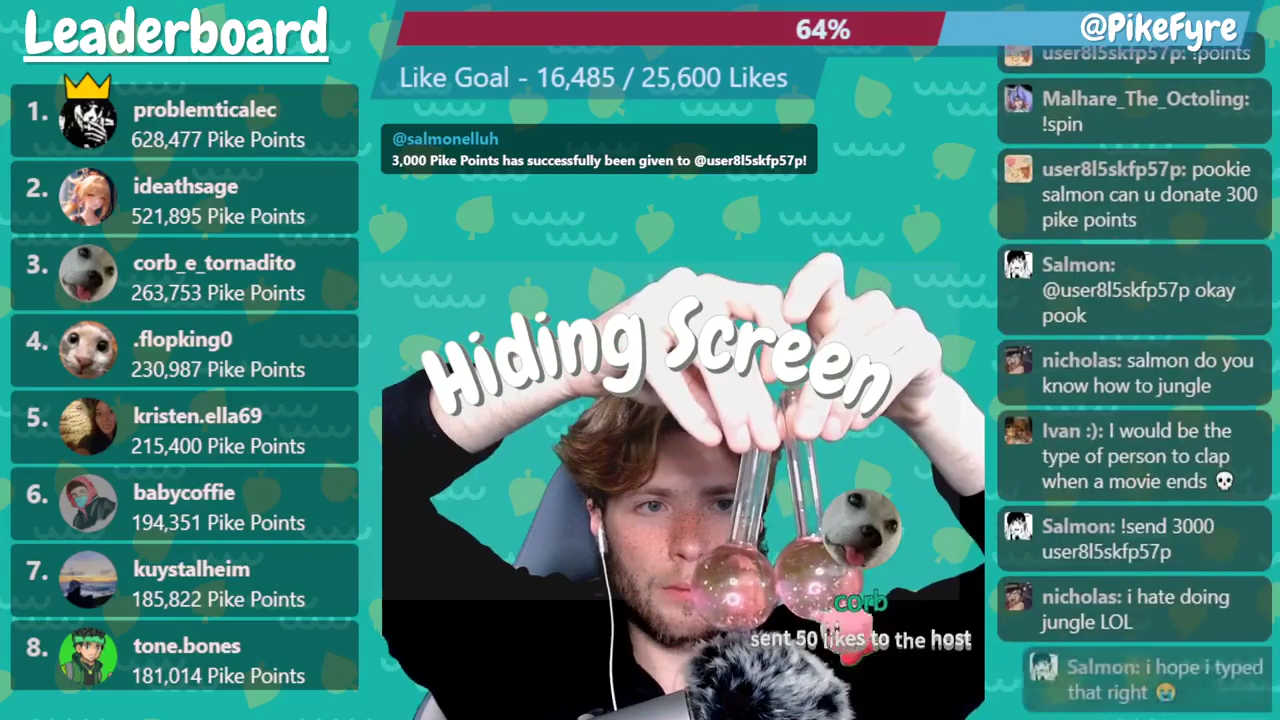 Leaderboard
1. problemticalec
628,477 Pike Points
2. ideathsage
521,895 Pike Points
3. corb_e_tornadito
263,753 Pike Points
4. .flopking0
230,987 Pike Points
5. kristen.ella69
215,400 Pike Points
6. babycoffie
194,351 Pike Points
7. kuystalheim
185,822 Pike Points
8. tone.bones
181,014 Pike Points
64%
Like Goal - 16,485 / 25,600 Likes
@salmonelluh
3,000 Pike Points has successfully been given to @user8l5skfp57p!
Hiding Screen
corb
sent 50 likes to the host
@PikeFyre
user8l5skfp57p: !points
Malhare_The_Octoling:
!spin
user8l5skfp57p: pookie
salmon can u donate 300
pike points
Salmon:
@user8l5skfp57p okay
pook
nicholas: salmon do you
know how to jungle
Ivan :): I would be the
type of person to clap
when a movie ends 💀
Salmon: !send 3000
user8l5skfp57p
nicholas: i hate doing
jungle LOL
Salmon: i hope i typed
that right 😭